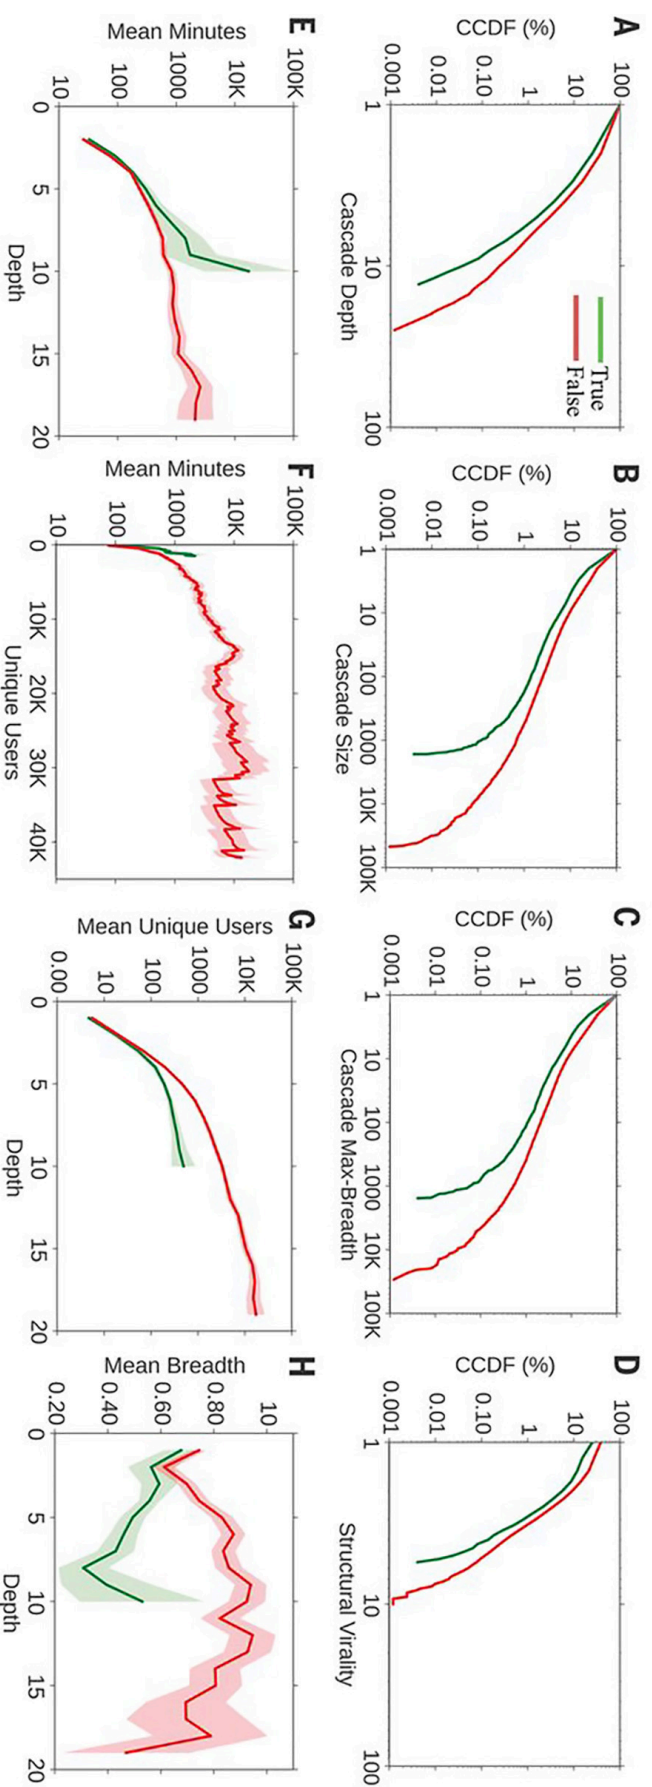 A
CCDF (%)
100
10
1
0.10
0.01
0.001
1
10
100
Cascade Depth
True
False
B
CCDF (%)
100
10
1
0.10
0.01
0.001
1
10
100
1000
10K
100K
Cascade Size
C
CCDF (%)
100
10
1
0.10
0.01
0.001
1
10
100
1000
10K
100K
Cascade Max-Breadth
D
CCDF (%)
100
10
1
0.10
0.01
0.001
1
10
100
Structural Virality
E
Mean Minutes
100K
10K
1000
100
10
0
5
10
15
20
Depth
F
Mean Minutes
100K
10K
1000
100
10
0
10K
20K
30K
40K
Unique Users
G
Mean Unique Users
100K
10K
1000
100
10
0.00
0
5
10
15
20
Depth
H
Mean Breadth
10
0.80
0.60
0.40
0.20
0
5
10
15
20
Depth